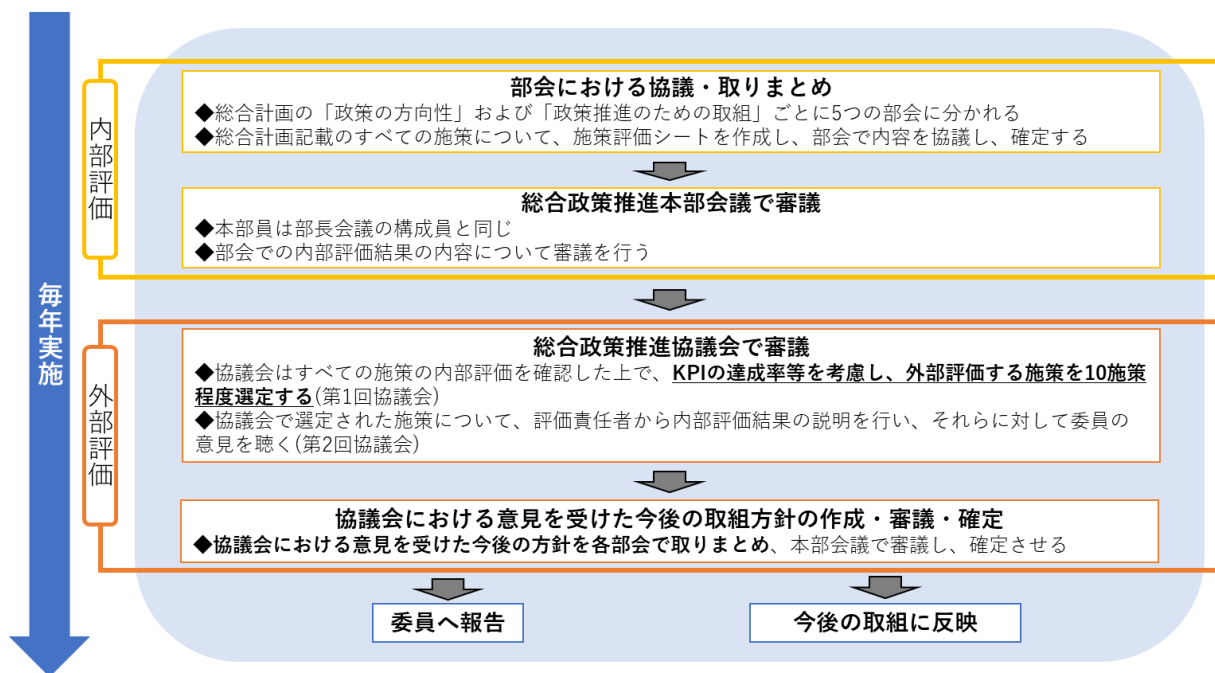 毎年実施
内部評価
部会における協議・取りまとめ
◆総合計画の「政策の方向性」および「政策推進のための取組」ごとに5つの部会に分かれる
◆総合計画記載のすべての施策について、施策評価シートを作成し、部会で内容を協議し、確定する
総合政策推進本部会議で審議
◆本部員は部長会議の構成員と同じ
◆部会での内部評価結果の内容について審議を行う
外部評価
総合政策推進協議会で審議
◆協議会はすべての施策の内部評価を確認した上で、KPIの達成率等を考慮し、外部評価する施策を10施策
程度選定する(第1回協議会)
◆協議会で選定された施策について、評価責任者から内部評価結果の説明を行い、それらに対して委員の
意見を聴く(第2回協議会)
協議会における意見を受けた今後の取組方針の作成・審議・確定
◆協議会における意見を受けた今後の方針を各部会で取りまとめ、本部会議で審議し、確定させる
委員へ報告
今後の取組に反映